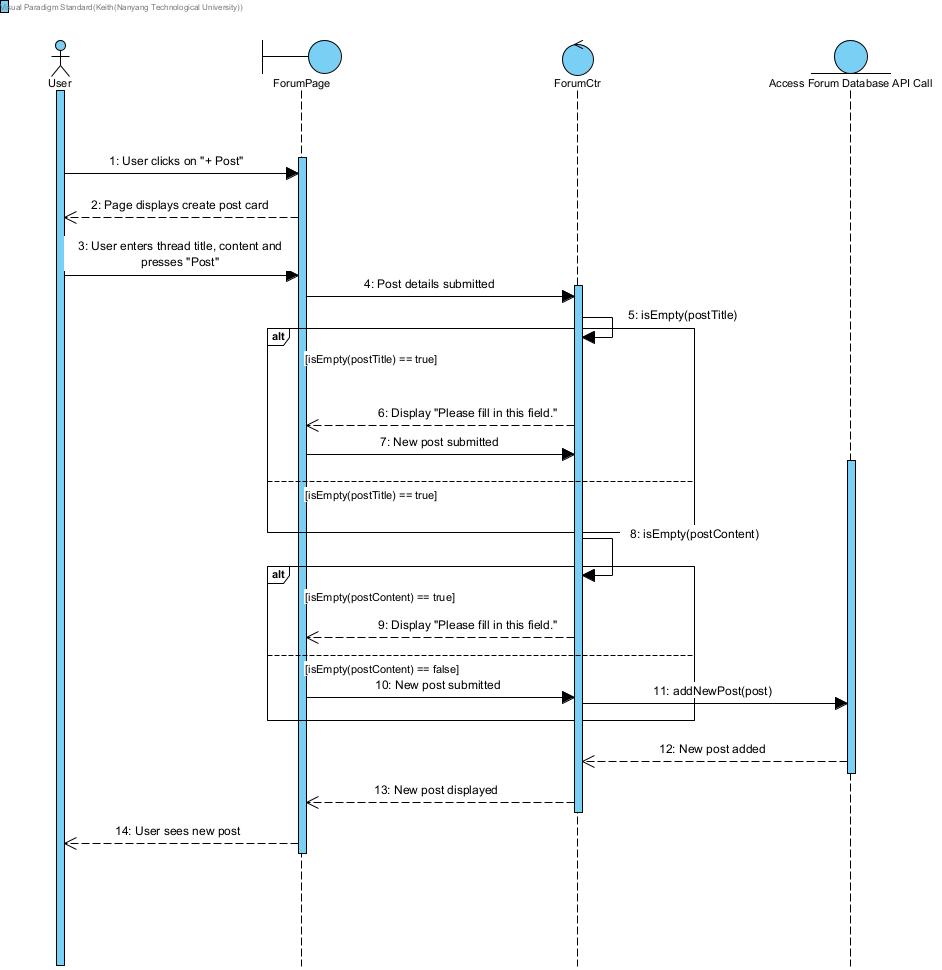 Visual Paradigm Standard(Keith(Nanyang Technological University))
User
ForumPage
ForumCtr
Access Forum Database API Call
1: User clicks on "+ Post"
2: Page displays create post card
3: User enters thread title, content and
presses "Post"
4: Post details submitted
5: isEmpty(postTitle)
alt
[isEmpty(postTitle) == true]
6: Display "Please fill in this field."
7: New post submitted
[isEmpty(postTitle) == true]
8: isEmpty(postContent)
alt
[isEmpty(postContent) == true]
9: Display "Please fill in this field."
[isEmpty(postContent) == false]
10: New post submitted
11: addNewPost(post)
12: New post added
13: New post displayed
14: User sees new post